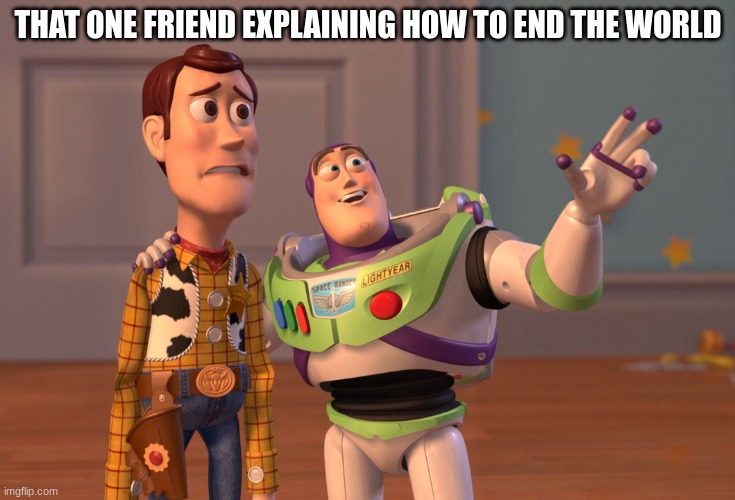 THAT ONE FRIEND EXPLAINING HOW TO END THE WORLD
SPACE RANGER
LIGHTYEAR
imgflip.com